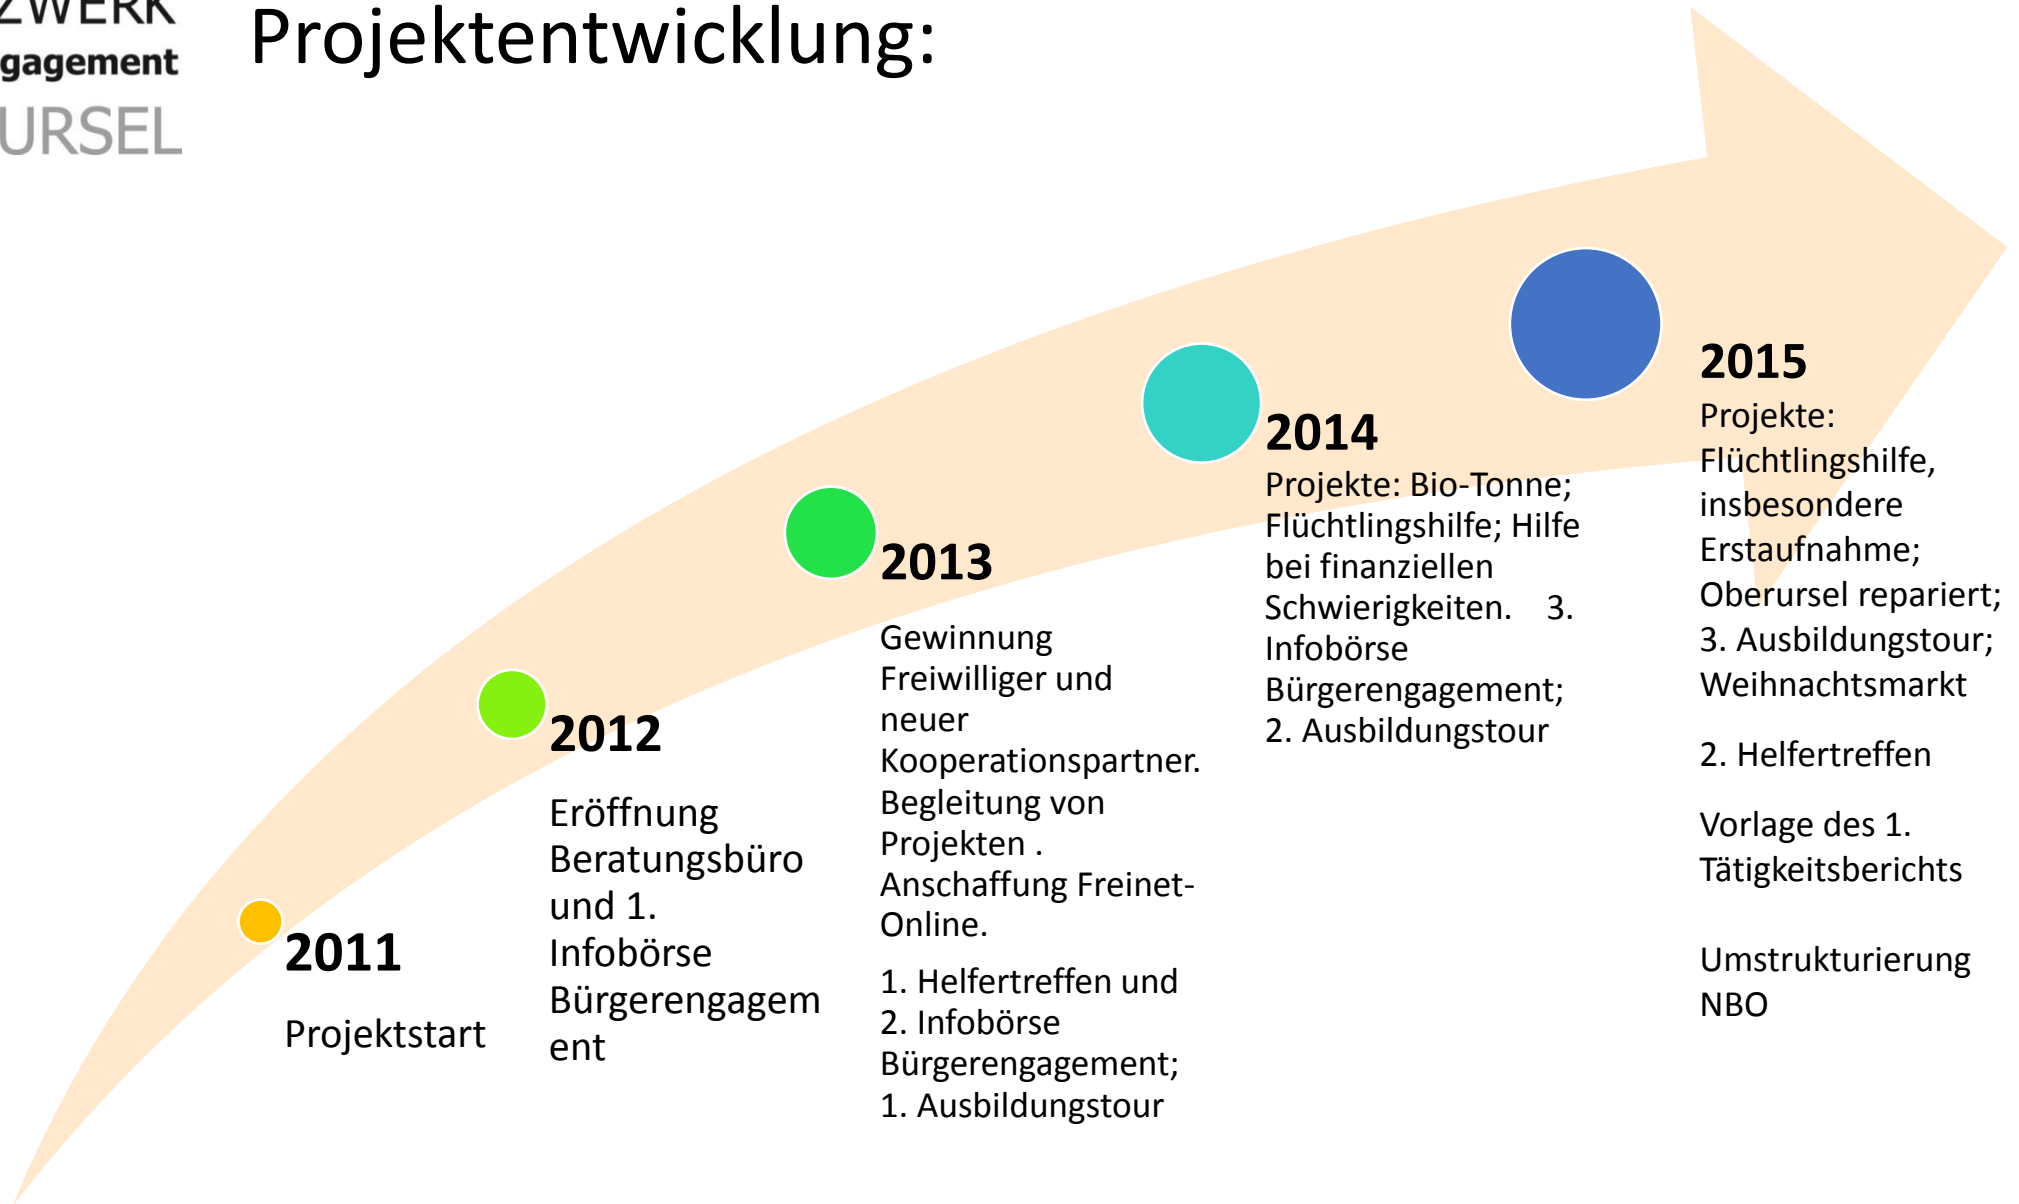 ZWERK
gagement
URSEL
Projektentwicklung:
2011
Projektstart
2012
Eröffnung
Beratungsbüro
und 1.
Infobörse
Bürgerengagem
ent
2013
Gewinnung
Freiwilliger und
neuer
Kooperationspartner.
Begleitung von
Projekten .
Anschaffung Freinet-
Online.
1. Helfertreffen und
2. Infobörse
Bürgerengagement;
1. Ausbildungstour
2014
Projekte: Bio-Tonne;
Flüchtlingshilfe; Hilfe
bei finanziellen
Schwierigkeiten. 3.
Infobörse
Bürgerengagement;
2. Ausbildungstour
2015
Projekte:
Flüchtlingshilfe,
insbesondere
Erstaufnahme;
Oberursel repariert;
3. Ausbildungstour;
Weihnachtsmarkt
2. Helfertreffen
Vorlage des 1.
Tätigkeitsberichts
Umstrukturierung
NBO